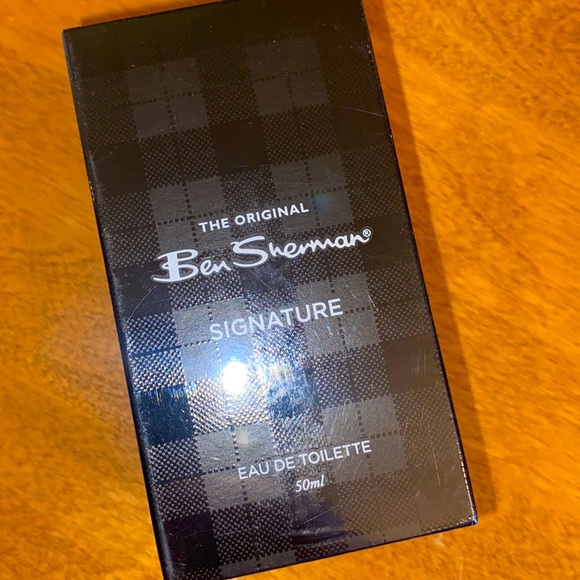 THE ORIGINAL
Ben Sherman®
SIGNATURE
EAU DE TOILETTE
50ml